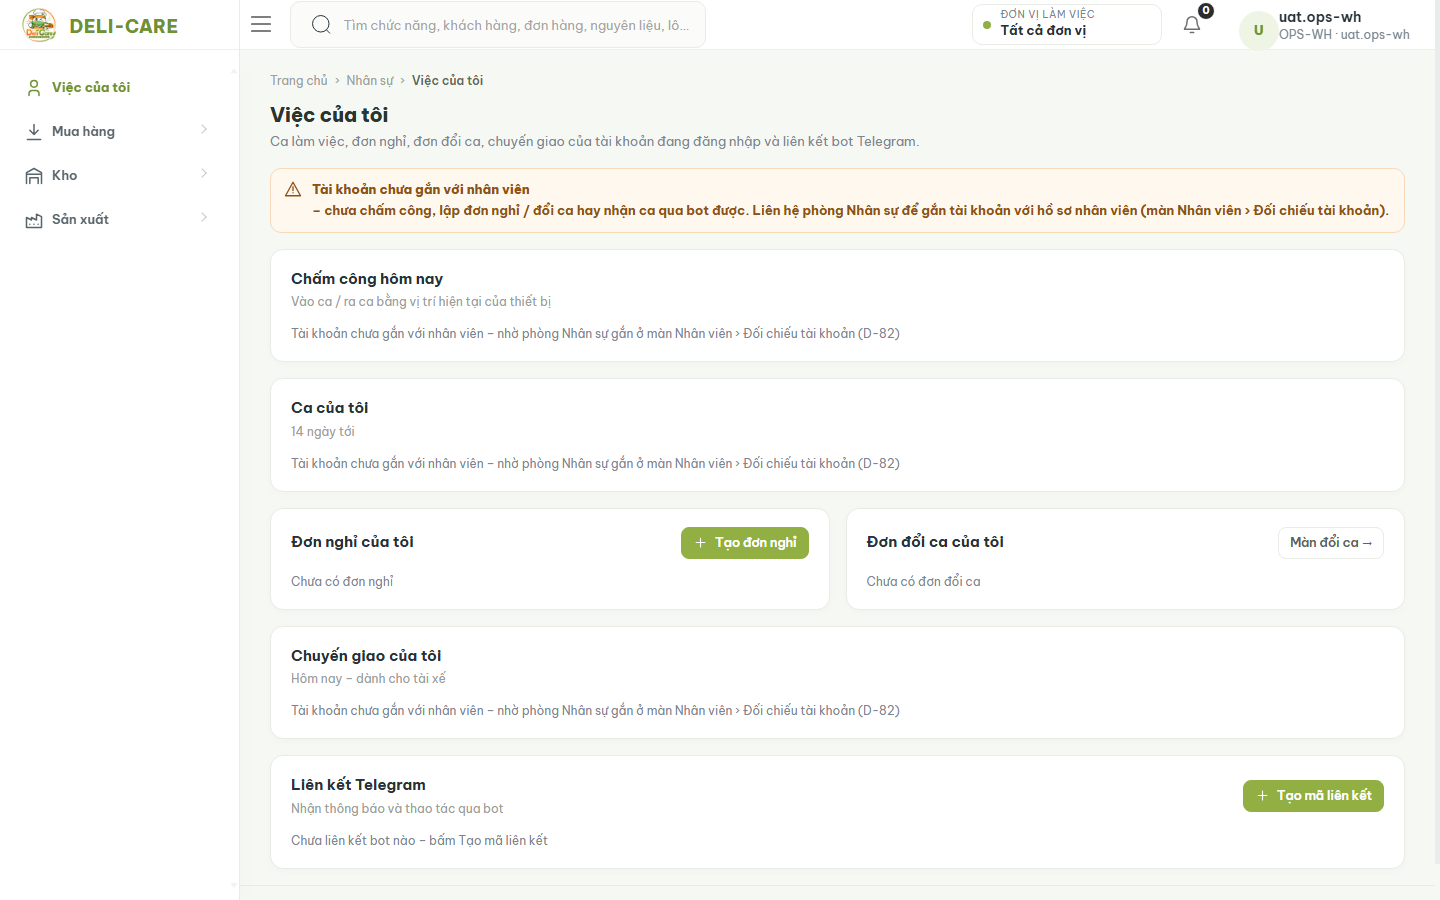 DELI-CARE
Tìm chức năng, khách hàng, đơn hàng, nguyên liệu, lô...
ĐƠN VỊ LÀM VIỆC
Tất cả đơn vị
0
U
uat.ops-wh
OPS-WH · uat.ops-wh
Việc của tôi
Mua hàng
Kho
Sản xuất
Trang chủ › Nhân sự › Việc của tôi
Việc của tôi
Ca làm việc, đơn nghỉ, đơn đổi ca, chuyến giao của tài khoản đang đăng nhập và liên kết bot Telegram.
Tài khoản chưa gắn với nhân viên
– chưa chấm công, lập đơn nghỉ / đổi ca hay nhận ca qua bot được. Liên hệ phòng Nhân sự để gắn tài khoản với hồ sơ nhân viên (màn Nhân viên › Đối chiếu tài khoản).
Chấm công hôm nay
Vào ca / ra ca bằng vị trí hiện tại của thiết bị
Tài khoản chưa gắn với nhân viên – nhờ phòng Nhân sự gắn ở màn Nhân viên › Đối chiếu tài khoản (D-82)
Ca của tôi
14 ngày tới
Tài khoản chưa gắn với nhân viên – nhờ phòng Nhân sự gắn ở màn Nhân viên › Đối chiếu tài khoản (D-82)
Đơn nghỉ của tôi
+ Tạo đơn nghỉ
Chưa có đơn nghỉ
Đơn đổi ca của tôi
Màn đổi ca →
Chưa có đơn đổi ca
Chuyến giao của tôi
Hôm nay – dành cho tài xế
Tài khoản chưa gắn với nhân viên – nhờ phòng Nhân sự gắn ở màn Nhân viên › Đối chiếu tài khoản (D-82)
Liên kết Telegram
Nhận thông báo và thao tác qua bot
+ Tạo mã liên kết
Chưa liên kết bot nào – bấm Tạo mã liên kết